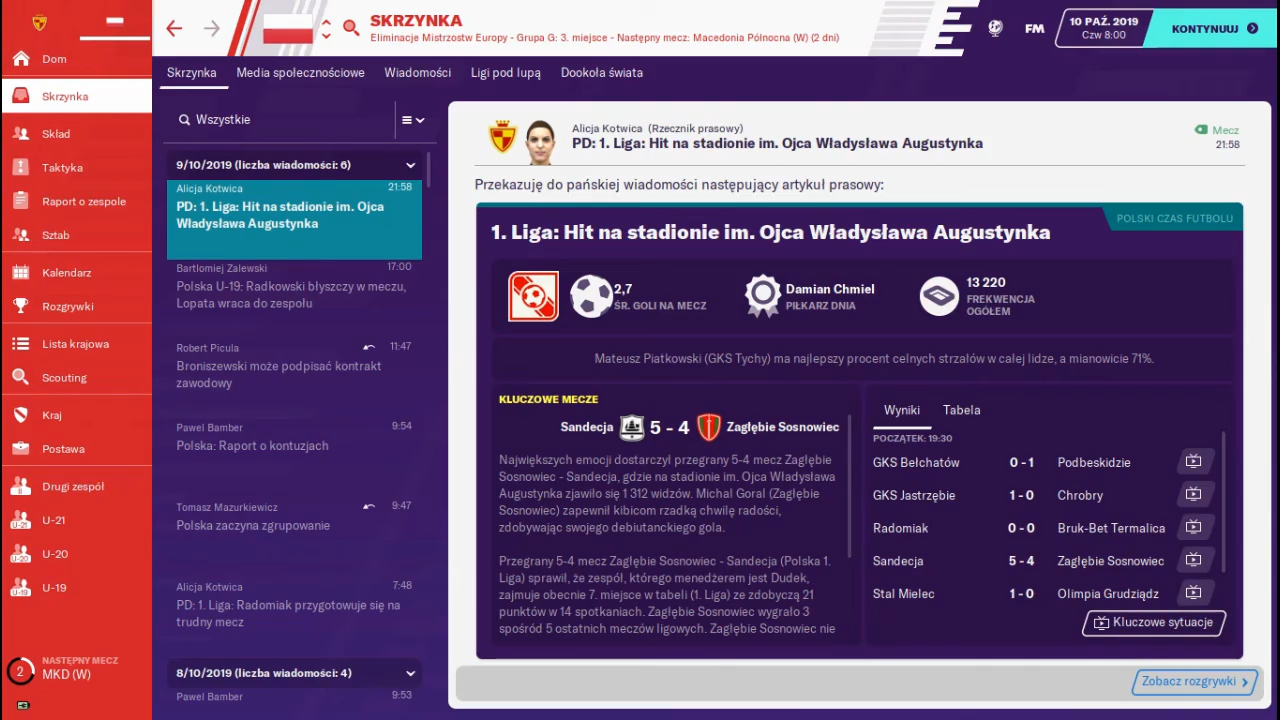 SKRZYNKA
Eliminacje Mistrzostw Europy - Grupa G: 3. miejsce - Następny mecz: Macedonia Północna (W) (2 dni)
FM
10 PAŹ. 2019
Czw 8:00
KONTYNUUJ
Dom
Skrzynka
Skład
Taktyka
Raport o zespole
Sztab
Kalendarz
Rozgrywki
Lista krajowa
Scouting
Kraj
Postawa
Drugi zespół
U-21
U-21
U-20
U-20
U-19
U-19
2
NASTĘPNY MECZ
MKD (W)
Skrzynka
Media społecznościowe
Wiadomości
Ligi pod lupą
Dookoła świata
Wszystkie
9/10/2019 (liczba wiadomości: 6)
Alicja Kotwica 21:58
PD: 1. Liga: Hit na stadionie im. Ojca
Władysława Augustynka
Bartłomiej Zalewski 17:00
Polska U-19: Radkowski błyszczy w meczu,
Łopata wraca do zespołu
Robert Picula 11:47
Broniszewski może podpisać kontrakt
zawodowy
Paweł Bamber 9:54
Polska: Raport o kontuzjach
Tomasz Mazurkiewicz 9:47
Polska zaczyna zgrupowanie
Alicja Kotwica 7:48
PD: 1. Liga: Radomiak przygotowuje się na
trudny mecz
8/10/2019 (liczba wiadomości: 4)
Paweł Bamber 9:53
Alicja Kotwica (Rzecznik prasowy)
PD: 1. Liga: Hit na stadionie im. Ojca Władysława Augustynka
Mecz
21:58
Przekazuję do pańskiej wiadomości następujący artykuł prasowy:
POLSKI CZAS FUTBOLU
1. Liga: Hit na stadionie im. Ojca Władysława Augustynka
2,7
ŚR. GOLI NA MECZ
Damian Chmiel
PIŁKARZ DNIA
13 220
FREKWENCJA
OGÓŁEM
Mateusz Piatkowski (GKS Tychy) ma najlepszy procent celnych strzałów w całej lidze, a mianowicie 71%.
KLUCZOWE MECZE
Sandecja 5 - 4 Zagłębie Sosnowiec
Największych emocji dostarczył przegrany 5-4 mecz Zagłębie
Sosnowiec - Sandecja, gdzie na stadionie im. Ojca Władysława
Augustynka zjawiło się 1 312 widzów. Michał Góral (Zagłębie
Sosnowiec) zapewnił kibicom rzadką chwilę radości,
zdobywając swojego debiutanckiego gola.
Przegrany 5-4 mecz Zagłębie Sosnowiec - Sandecja (Polska 1.
Liga) sprawił, że zespół, którego menedżerem jest Dudek,
zajmuje obecnie 7. miejsce w tabeli (1. Liga) ze zdobyczą 21
punktów w 14 spotkaniach. Zagłębie Sosnowiec wygrało 3
spośród 5 ostatnich meczów ligowych. Zagłębie Sosnowiec nie
Wyniki
Tabela
POCZĄTEK: 19:30
GKS Bełchatów 0 - 1 Podbeskidzie
GKS Jastrzębie 1 - 0 Chrobry
Radomiak 0 - 0 Bruk-Bet Termalica
Sandecja 5 - 4 Zagłębie Sosnowiec
Stal Mielec 1 - 0 Olimpia Grudziądz
Kluczowe sytuacje
Zobacz rozgrywki